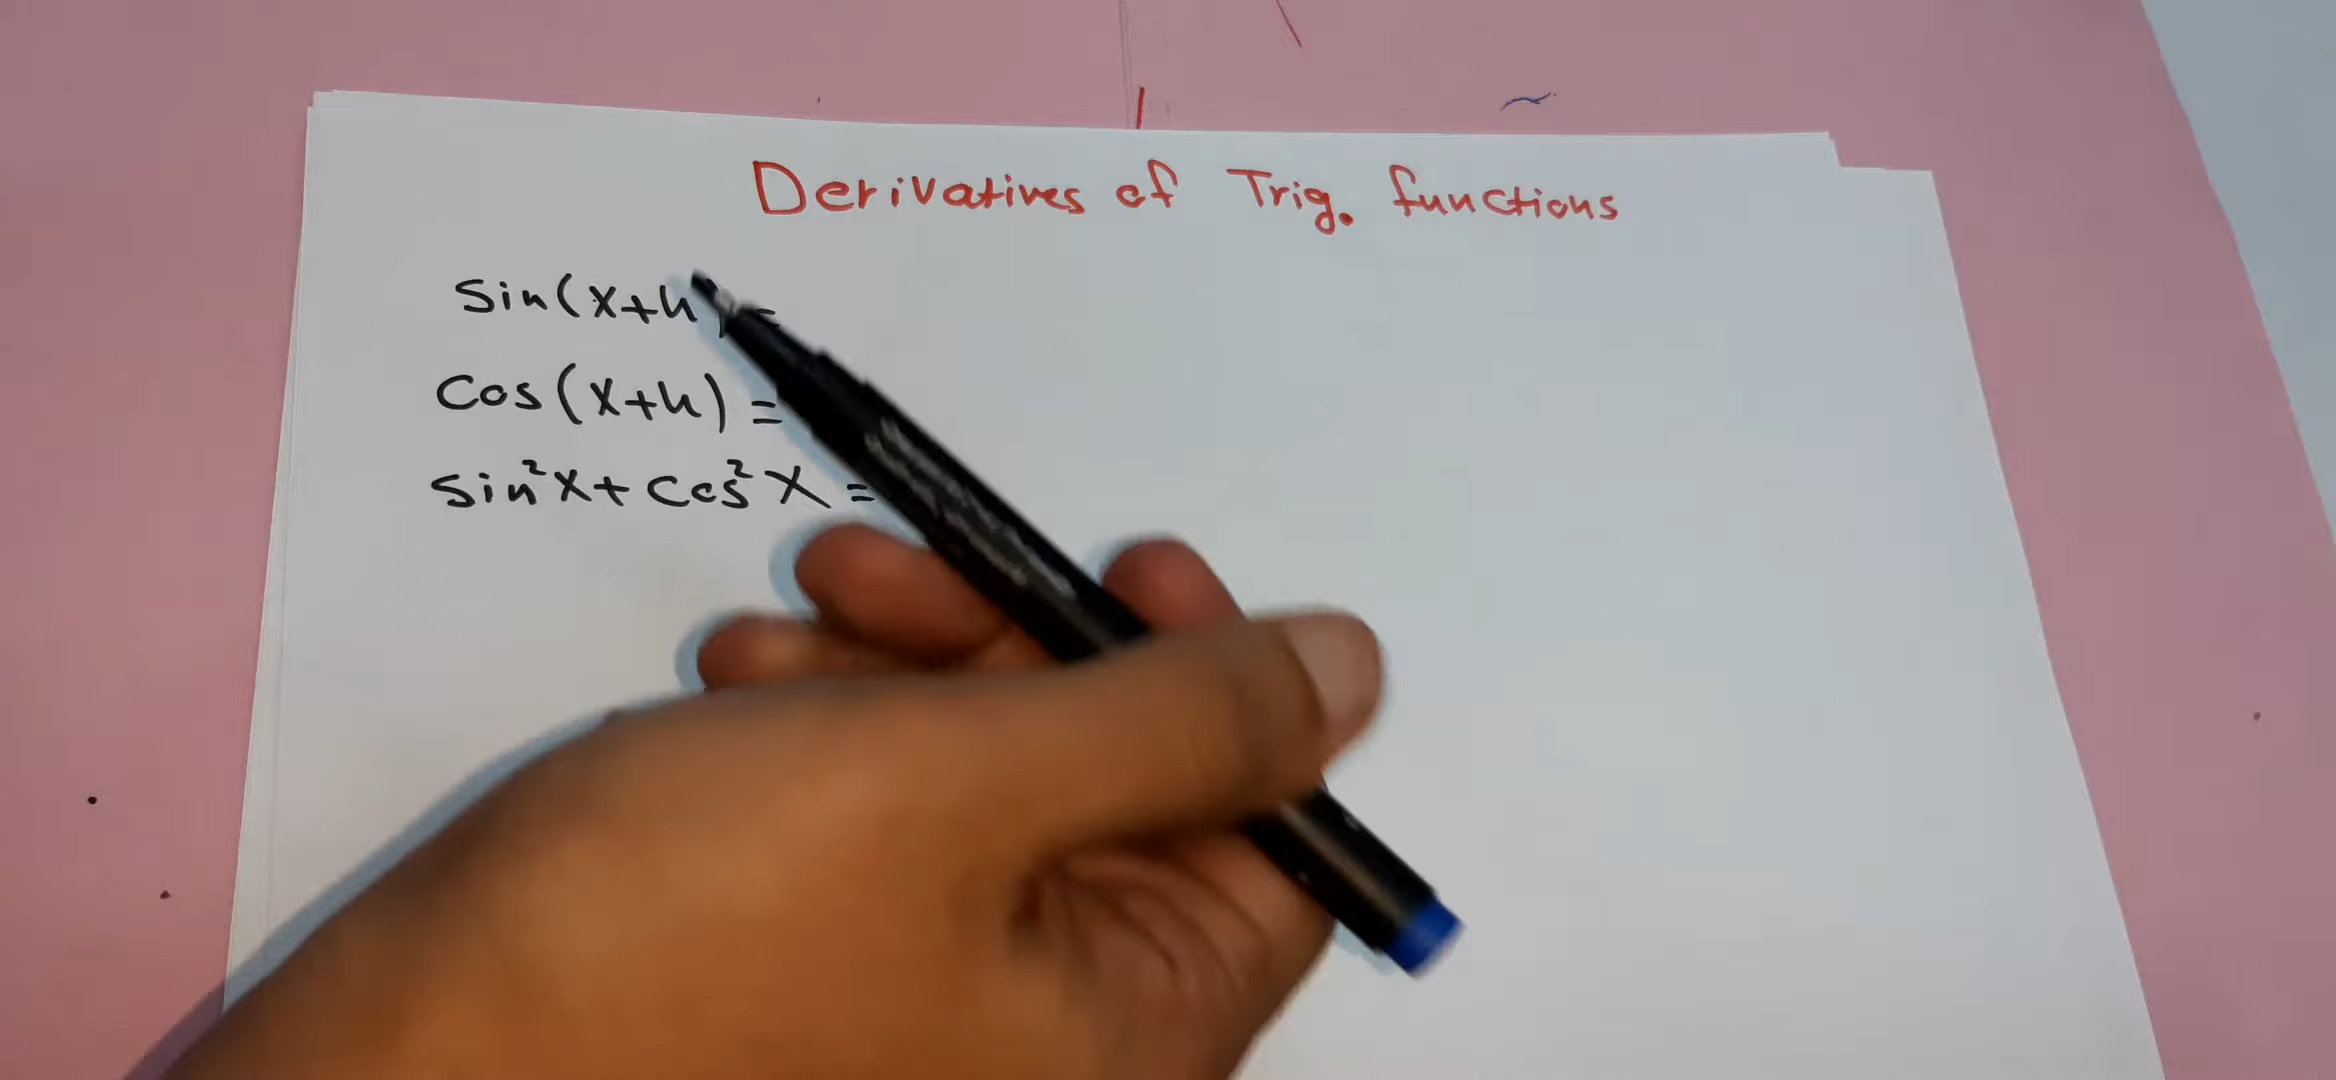 Derivatives of Trig. functions
sin(x+h) =
Cos(x+h) =
sin²x + cos²x =